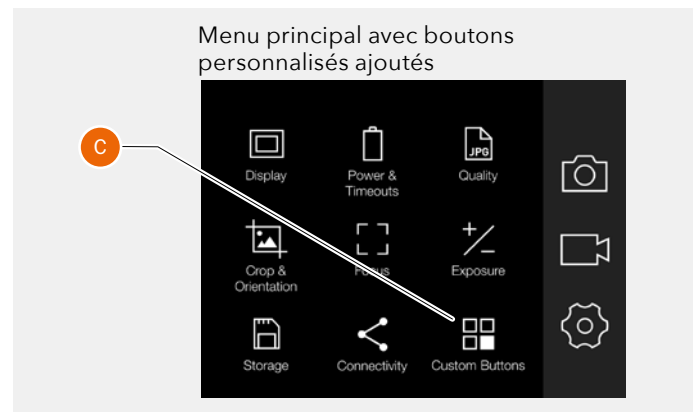 Menu principal avec boutons
personnalisés ajoutés
C
Display
Power &
Timeouts
JPG
Quality
Crop &
Orientation
Focus
Exposure
Storage
Connectivity
Custom Buttons